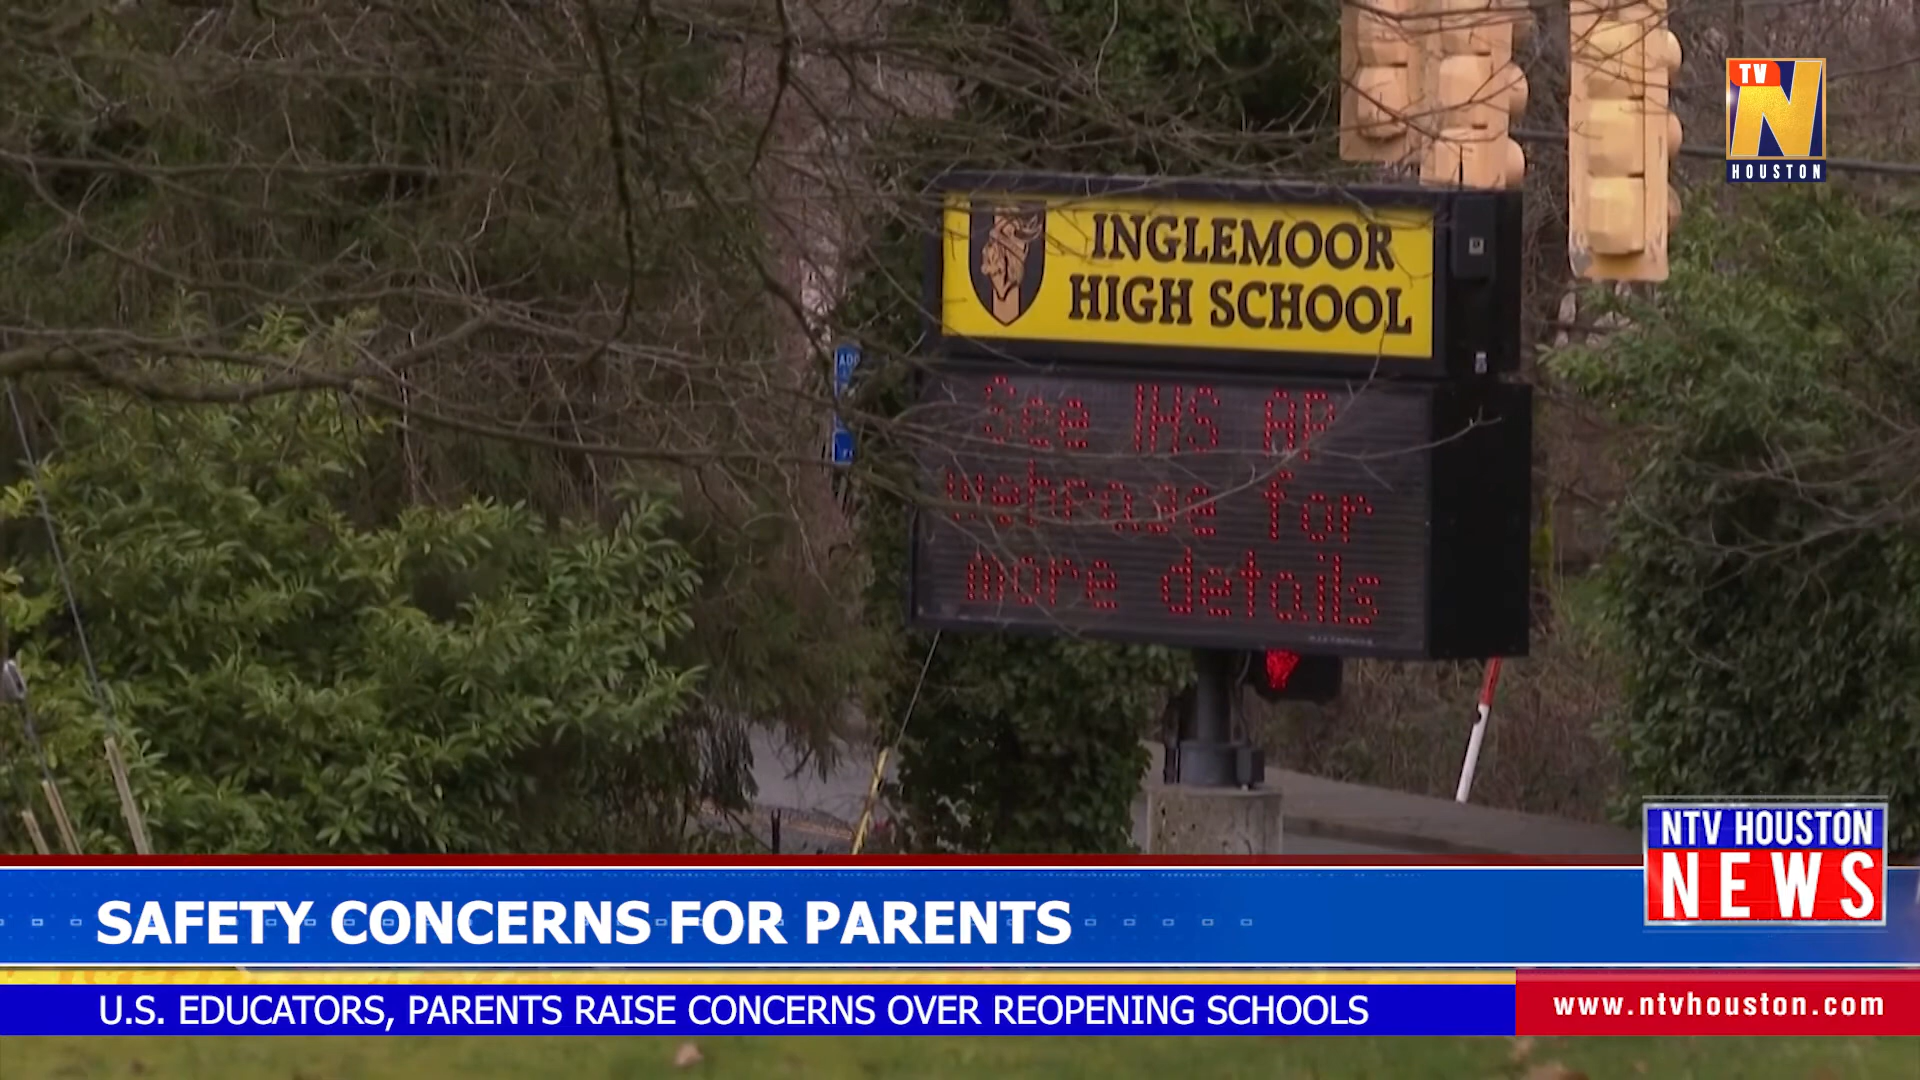 TV
N
HOUSTON
INGLEMOOR
HIGH SCHOOL
ADO
See IHS AP
webpage for
more details
NTV HOUSTON
NEWS
SAFETY CONCERNS FOR PARENTS
U.S. EDUCATORS, PARENTS RAISE CONCERNS OVER REOPENING SCHOOLS
www.ntvhouston.com